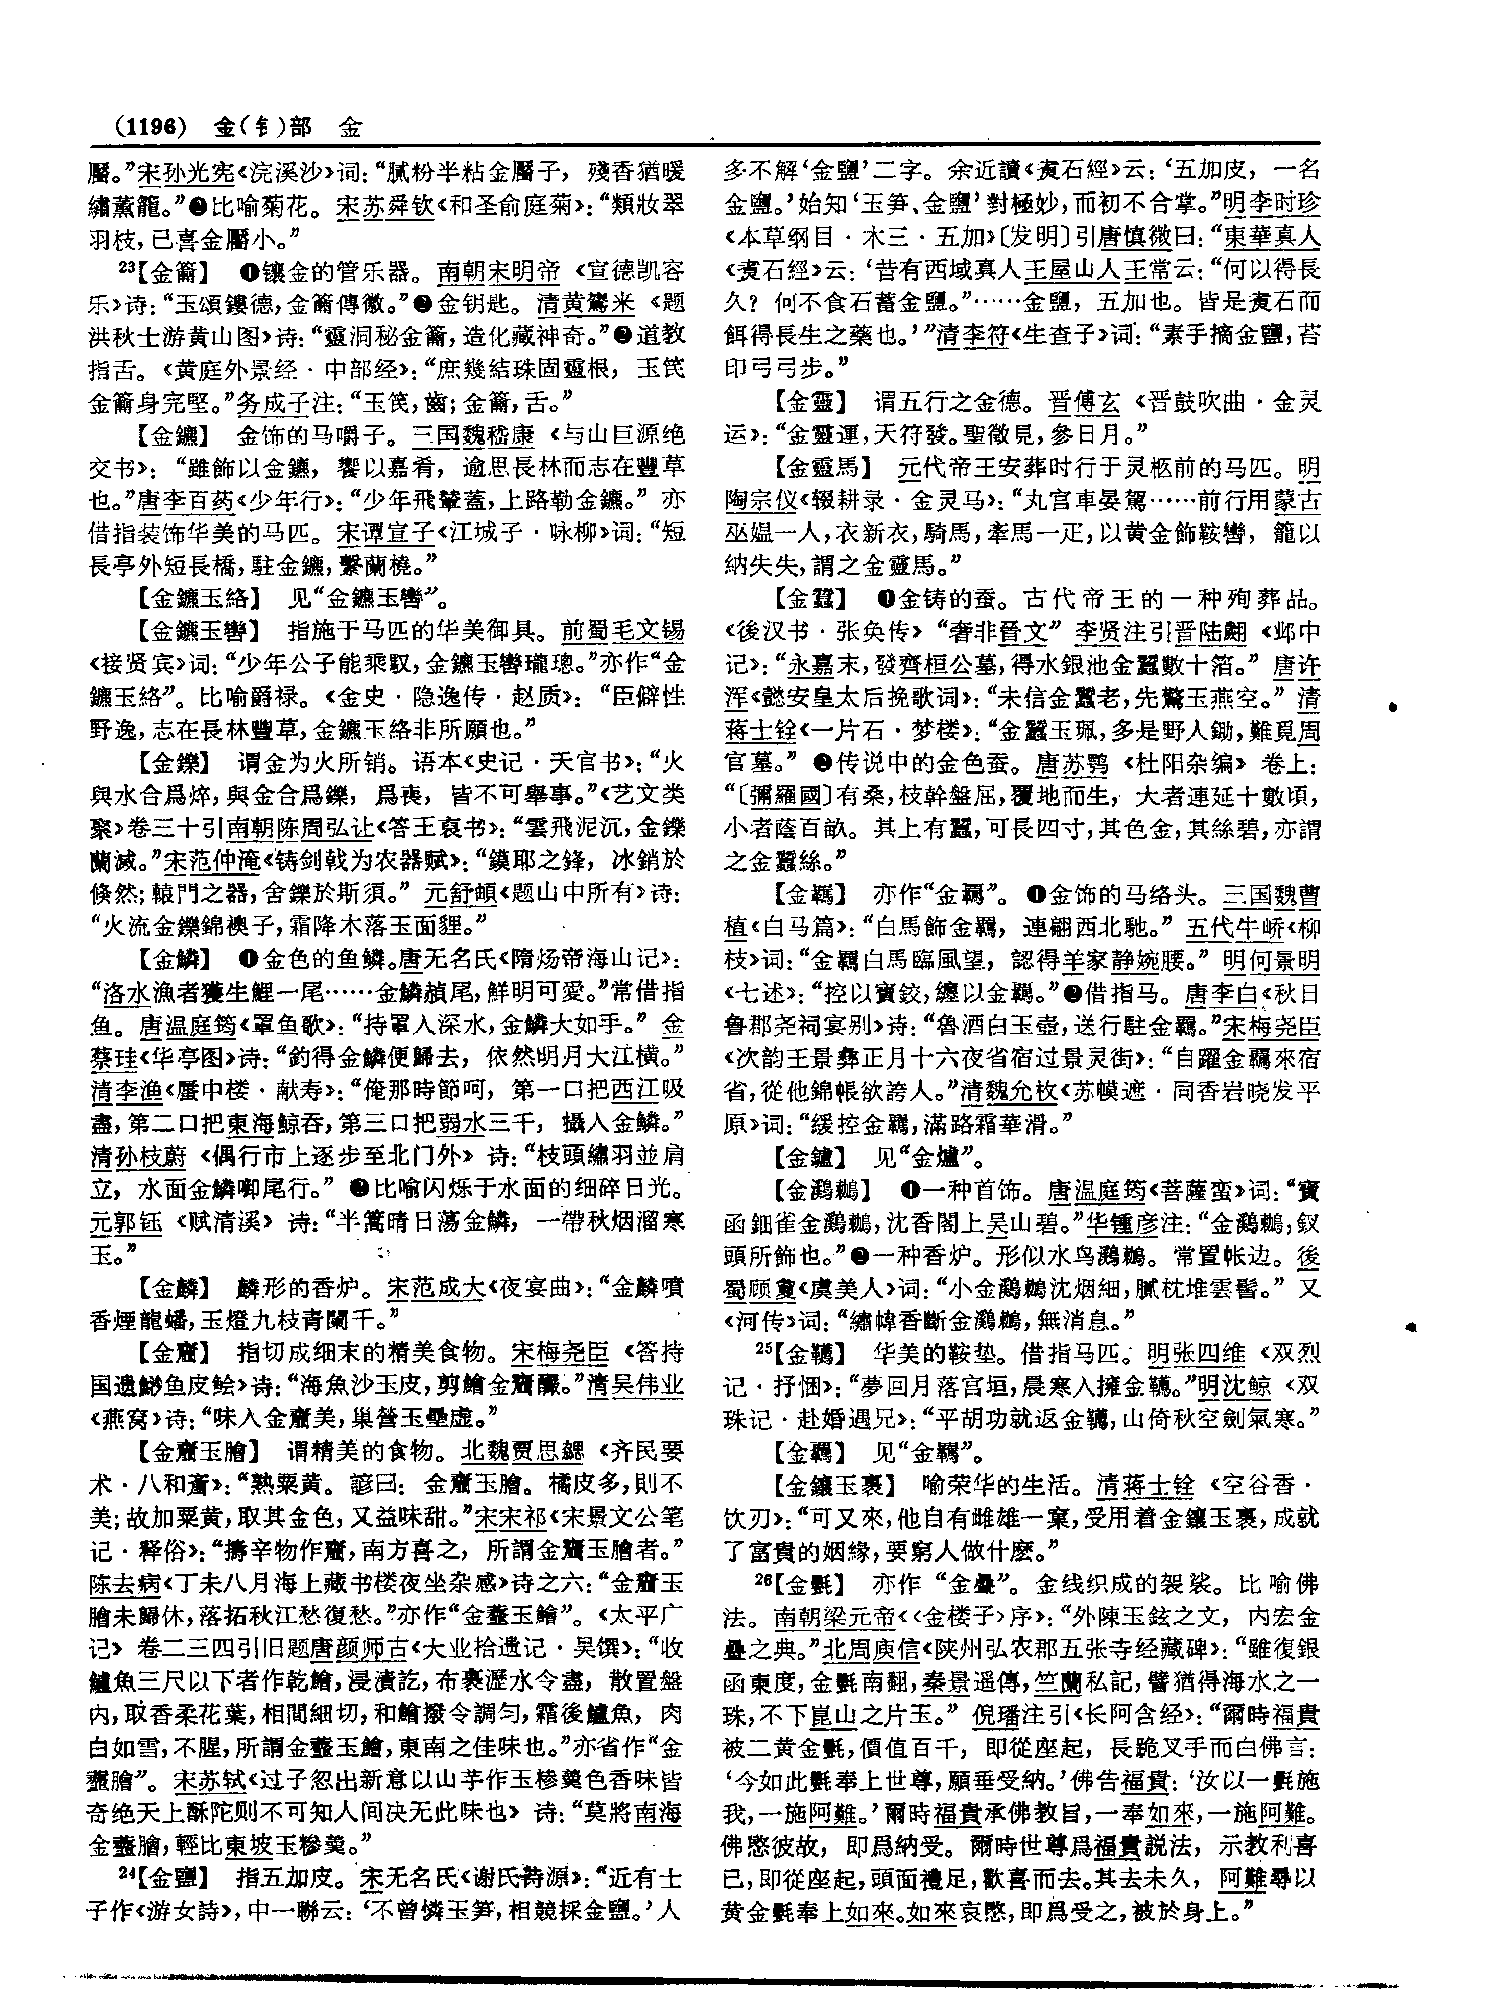 (1196) 金(钅)部 金
靨。”宋孙光宪《浣溪沙》词：“膩粉半粘金靨子，殘香猶暖
繡薰籠。”❷比喻菊花。宋苏舜钦《和圣俞庭菊》：“類妝翠
羽枝，已喜金靨小。”
23【金籥】 ❶镶金的管乐器。南朝宋明帝《宣德凯容
乐》诗：“玉頌鏤德，金籥傳徽。”❷金钥匙。清黄鷟来《题
洪秋士游黄山图》诗：“靈洞秘金籥，造化藏神奇。”❸道教
指舌。《黄庭外景经·中部经》：“庶幾結珠固靈根，玉笢
金籥身完堅。”务成子注：“玉笢，齒；金籥，舌。”
【金鑣】 金饰的马嚼子。三国魏嵇康《与山巨源绝
交书》：“雖飾以金鑣，饗以嘉肴，逾思長林而志在豐草
也。”唐李百药《少年行》：“少年飛翠蓋，上路勒金鑣。”亦
借指装饰华美的马匹。宋谭宣子《江城子·咏柳》词：“短
長亭外短長橋，駐金鑣，繫蘭橈。”
【金鑣玉絡】 见“金鑣玉轡”。
【金鑣玉轡】 指施于马匹的华美御具。前蜀毛文锡
《接贤宾》词：“少年公子能乘馭，金鑣玉轡瓏璁。”亦作“金
鑣玉絡”。比喻爵禄。《金史·隐逸传·赵质》：“臣僻性
野逸，志在長林豐草，金鑣玉絡非所願也。”
【金鑠】 谓金为火所销。语本《史记·天官书》：“火
與水合爲焠，與金合爲鑠，爲喪，皆不可舉事。”《艺文类
聚》卷三十引南朝陈周弘让《答王裒书》：“雲飛泥沉，金鑠
蘭滅。”宋范仲淹《铸剑戟为农器赋》：“鏌耶之鋒，冰銷於
倏然；轅門之器，舍鑠於斯須。”元舒頔《题山中所有》诗：
“火流金鑠錦襖子，霜降木落玉面貍。”
【金鱗】 ❶金色的鱼鳞。唐无名氏《隋炀帝海山记》：
“洛水漁者獲生鯉一尾……金鱗赬尾，鮮明可愛。”常借指
鱼。唐温庭筠《罩鱼歌》：“持罩入深水，金鱗大如手。”金
蔡珪《华亭图》诗：“釣得金鱗便歸去，依然明月大江横。”
清李渔《蜃中楼·献寿》：“俺那時節呵，第一口把西江吸
盡，第二口把東海鯨吞，第三口把弱水三千，攝入金鱗。”
清孙枝蔚《偶行市上逐步至北门外》诗：“枝頭繡羽並肩
立，水面金鱗啣尾行。”❷比喻闪烁于水面的细碎日光。
元郭钰《赋清溪》诗：“半篙晴日蕩金鱗，一帶秋烟溜寒
玉。”
【金麟】 麟形的香炉。宋范成大《夜宴曲》：“金麟噴
香煙龍蟠，玉燈九枝青闌干。”
【金虀】 指切成细末的精美食物。宋梅尧臣《答持
国遗魦鱼皮鲙》诗：“海魚沙玉皮，剪鱠金虀釅。”清吴伟业
《燕窝》诗：“味入金虀美，巢營玉壘虚。”
【金虀玉膾】 谓精美的食物。北魏贾思勰《齐民要
术·八和齑》：“熟粟黄。諺曰：金虀玉膾。橘皮多，則不
美；故加粟黄，取其金色，又益味甜。”宋宋祁《宋景文公笔
记·释俗》：“擣辛物作虀，南方喜之，所謂金虀玉膾者。”
陈去病《丁未八月海上藏书楼夜坐杂感》诗之六：“金虀玉
膾未歸休，落拓秋江愁復愁。”亦作“金虀玉鱠”。《太平广
记》卷二三四引旧题唐颜师古《大业拾遗记·吴馔》：“收
鱸魚三尺以下者作乾鱠，浸漬訖，布裹瀝水令盡，散置盤
内，取香柔花葉，相間細切，和鱠撥令調匀，霜後鱸魚，肉
白如雪，不腥，所謂金虀玉鱠，東南之佳味也。”亦省作“金
虀膾”。宋苏轼《过子忽出新意以山芋作玉糁羹色香味皆
奇绝天上酥陀则不可知人间决无此味也》诗：“莫將南海
金虀膾，輕比東坡玉糝羹。”
24【金鹽】 指五加皮。宋无名氏《谢氏诗源》：“近有士
子作《游女詩》，中一聯云：‘不曾憐玉笋，相競採金鹽。’人
多不解‘金鹽’二字。余近讀《煑石經》云：‘五加皮，一名
金鹽。’始知‘玉笋、金鹽’對極妙，而初不合掌。”明李时珍
《本草纲目·木三·五加》〔发明〕引唐慎微曰：“東華真人
《煑石經》云：‘昔有西域真人王屋山人王常云：“何以得長
久？何不食石蓄金鹽。”……金鹽，五加也。皆是煑石而
餌得長生之藥也。’”清李符《生查子》词：“素手摘金鹽，苔
印弓弓步。”
【金靈】 谓五行之金德。晋傅玄《晋鼓吹曲·金灵
运》：“金靈運，天符發。聖徵見，參日月。”
【金靈馬】 元代帝王安葬时行于灵柩前的马匹。明
陶宗仪《辍耕录·金灵马》：“丸宫車晏駕……前行用蒙古
巫媪一人，衣新衣，騎馬，牽馬一疋，以黄金飾鞍轡，籠以
納失失，謂之金靈馬。”
【金蠶】 ❶金铸的蚕。古代帝王的一种殉葬品。
《後汉书·张奂传》“奢非晉文”李贤注引晋陆翽《邺中
记》：“永嘉末，發齊桓公墓，得水銀池金蠶數十箔。”唐许
浑《懿安皇太后挽歌词》：“未信金蠶老，先驚玉燕空。”清
蒋士铨《一片石·梦楼》：“金蠶玉珮，多是野人鋤，難覓周
官墓。”❷传说中的金色蚕。唐苏鹗《杜阳杂编》卷上：
“〔彌羅國〕有桑，枝幹盤屈，覆地而生，大者連延十數頃，
小者蔭百畝。其上有蠶，可長四寸，其色金，其絲碧，亦謂
之金蠶絲。”
【金羈】 亦作“金羇”。❶金饰的马络头。三国魏曹
植《白马篇》：“白馬飾金羈，連翩西北馳。”五代牛峤《柳
枝》词：“金羈白馬臨風望，認得羊家静婉腰。”明何景明
《七述》：“控以寶鉸，纏以金羈。”❷借指马。唐李白《秋日
鲁郡尧祠宴别》诗：“魯酒白玉壺，送行駐金羈。”宋梅尧臣
《次韵王景彝正月十六夜省宿过景灵街》：“自躍金羈來宿
省，從他錦帳欲誇人。”清魏允枚《苏幙遮·同香岩晓发平
原》词：“缓控金羈，滿路霜華滑。”
【金鑪】 见“金爐”。
【金鸂鶒】 ❶一种首饰。唐温庭筠《菩薩蛮》词：“寶
函鈿雀金鸂鶒，沈香閣上吴山碧。”华锺彦注：“金鸂鶒；釵
頭所飾也。”❷一种香炉。形似水鸟鸂鶒。常置帐边。後
蜀顾敻《虞美人》词：“小金鸂鶒沈烟細，膩枕堆雲髻。”又
《河传》词：“繡幃香斷金鸂鶒，無消息。”
25【金韉】 华美的鞍垫。借指马匹。明张四维《双烈
记·抒悃》：“夢回月落宫垣，晨寒入擁金韉。”明沈鲸《双
珠记·赴婚遇兄》：“平胡功就返金韉，山倚秋空劍氣寒。”
【金羇】 见“金羈”。
【金鑲玉裹】 喻荣华的生活。清蒋士铨《空谷香·
饮刃》：“可又來，他自有雌雄一窠，受用着金鑲玉裹，成就
了富貴的姻緣，要窮人做什麽。”
26【金氎】 亦作“金疊”。金线织成的袈裟。比喻佛
法。南朝梁元帝《〈金楼子〉序》：“外陳玉鉉之文，内宏金
疊之典。”北周庾信《陕州弘农郡五张寺经藏碑》：“雖復銀
函東度，金氎南翻，秦景遥傳，竺蘭私記，譬猶得海水之一
珠，不下崑山之片玉。”倪璠注引《长阿含经》：“爾時福貴
被二黄金氎，價值百千，即從座起，長跪叉手而白佛言：
‘今如此氎奉上世尊，願垂受納。’佛告福貴：‘汝以一氎施
我，一施阿難。’爾時福貴承佛教旨，一奉如來，一施阿難。
佛愍彼故，即爲納受。爾時世尊爲福貴説法，示教利喜
已，即從座起，頭面禮足，歡喜而去。其去未久，阿難尋以
黄金氎奉上如來。如來哀愍，即爲受之，被於身上。”